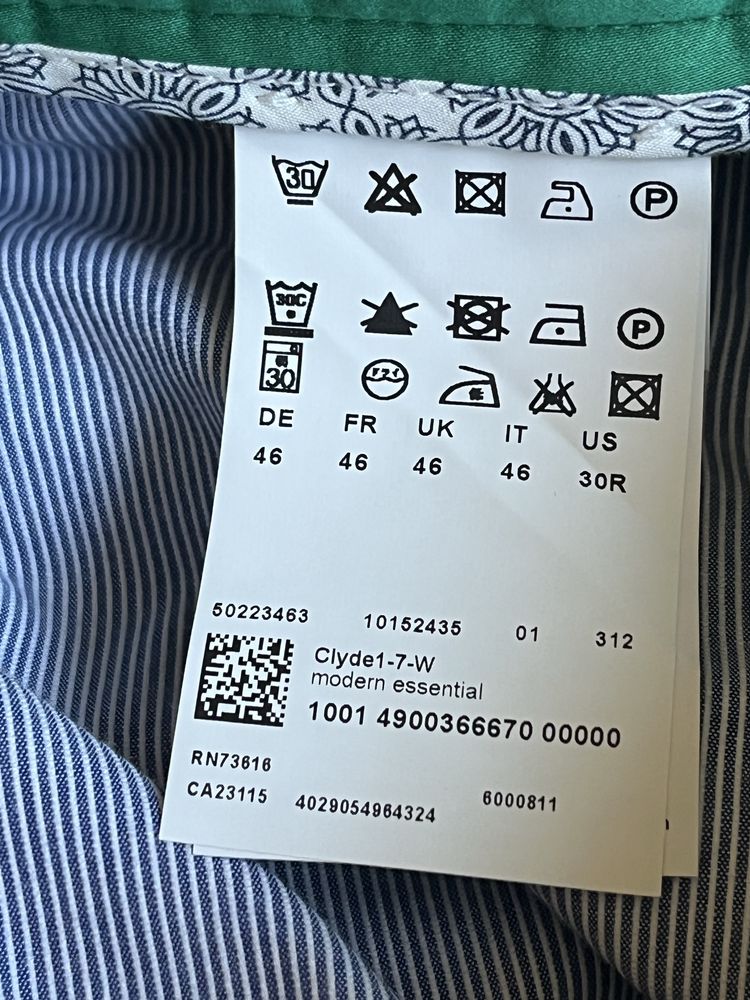 30 P
30C P
30
DE FR UK IT US
46 46 46 46 30R
50223463 10152435 01 312
Clyde1-7-W
modern essential
1001 4900366670 00000
RN73616
CA23115 4029054964324 6000811